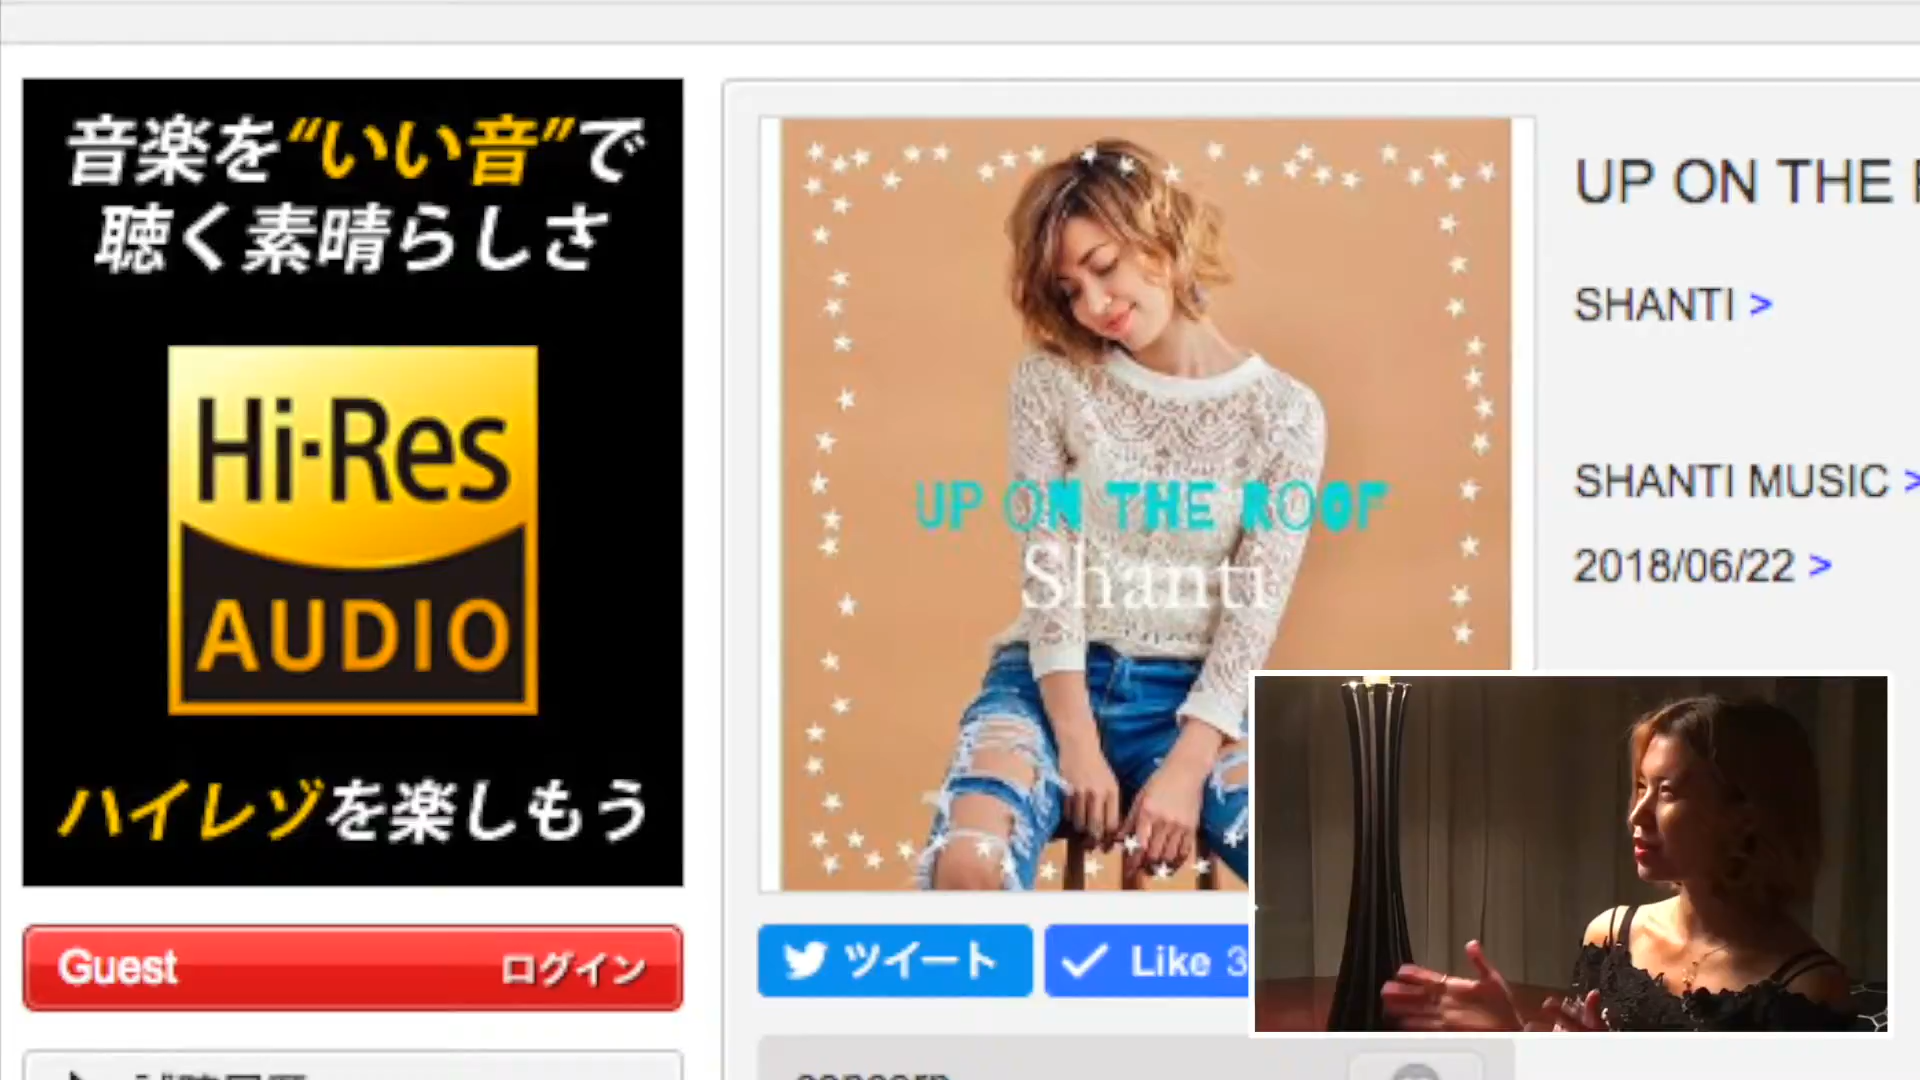 音楽を“いい音”で
聴く素晴らしさ
Hi-Res
AUDIO
ハイレゾを楽しもう
Guest
ログイン
UP ON THE ROOF
Shanti
UP ON THE
SHANTI >
SHANTI MUSIC >
2018/06/22 >
ツイート
Like 3